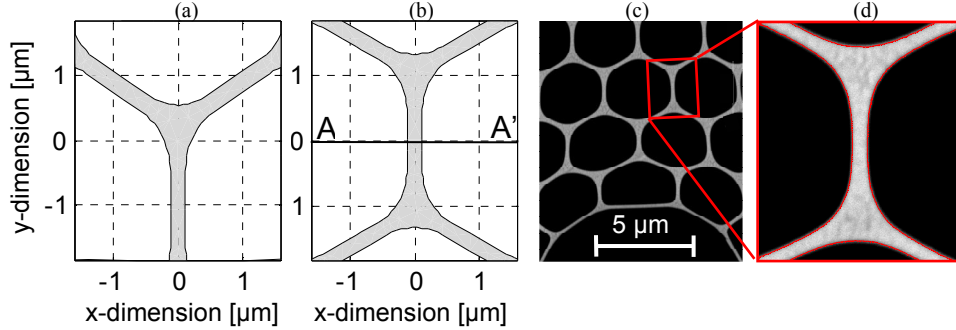 (a) (b) (c) (d)
y-dimension [µm]
1
0
-1
-1 0 1
x-dimension [µm]
1
0
1
A A'
-1 0 1
x-dimension [µm]
5 µm